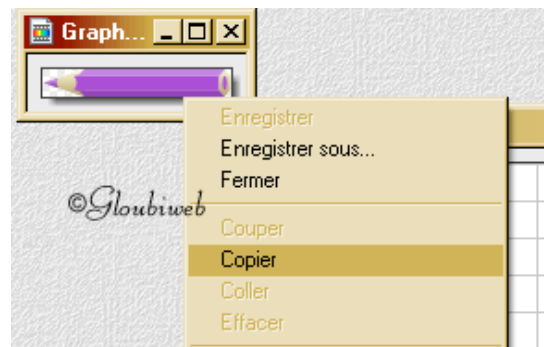 Graph...
Enregistrer
Enregistrer sous...
Fermer
©Gloubiweb
Couper
Copier
Coller
Effacer